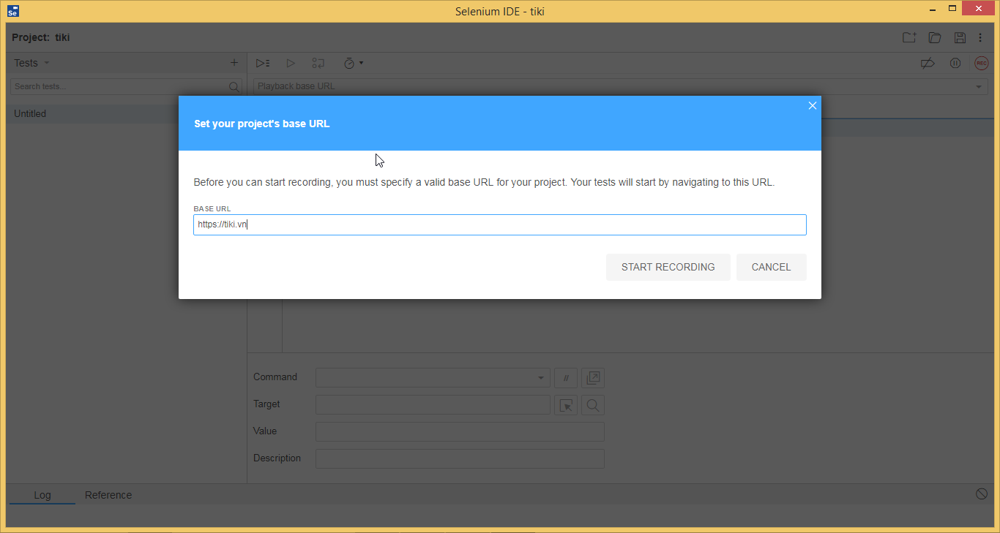 Se
Selenium IDE - tiki
Project: tiki
Tests
Search tests...
Playback base URL
REC
Untitled
Set your project's base URL
Before you can start recording, you must specify a valid base URL for your project. Your tests will start by navigating to this URL.
BASE URL
https://tiki.vn
START RECORDING
CANCEL
Command
//
Target
Value
Description
Log
Reference